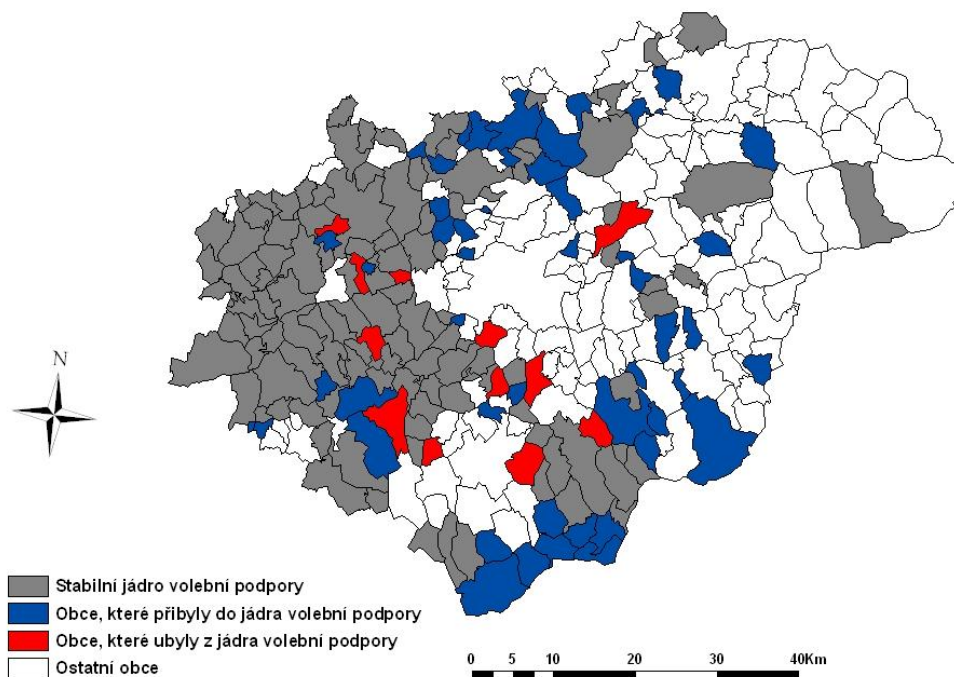 N
Stabilní jádro volební podpory
Obce, které přibyly do jádra volební podpory
Obce, které ubyly z jádra volební podpory
Ostatní obce
0 5 10 20 30 40Km